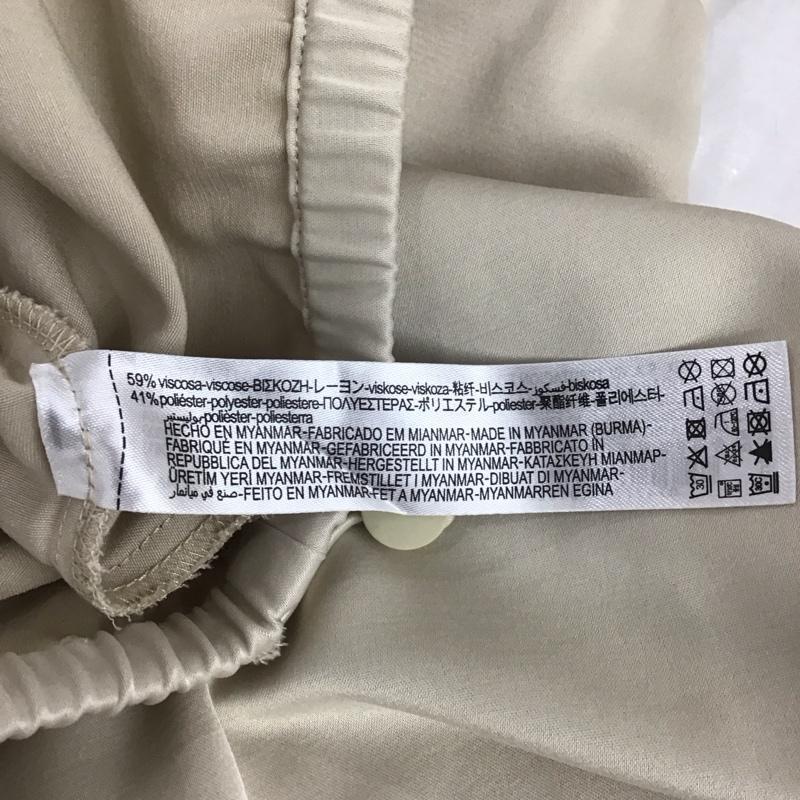 59% viscosa-viscose-ΒΙΣΚΟΖΗ-レーヨン-viskose-viskoza-粘纤-비스코스-فسكوز-biskosa
41% polièster-polyester-poliestere-ΠΟΛΥΕΣΤΕΡΑΣ-ポリエステル-poliester-聚酯纤维-폴리에스터-
بوليستير-polièster-poliesterra
HECHO EN MYANMAR-FABRICADO EM MIANMAR-MADE IN MYANMAR (BURMA)-
FABRIQUÉ EN MYANMAR-GEFABRICEERD IN MYANMAR-FABBRICATO IN
REPUBBLICA DEL MYANMAR-HERGESTELLT IN MYANMAR-ΚΑΤΑΣΚΕΥΗ ΜΙΑΝΜΑΡ-
ÜRETİM YERİ MYANMAR-FREMSTILLET I MYANMAR-DIBUAT DI MYANMAR-
صنع في ميانمار-FEITO EN MYANMAR-FET A MYANMAR-MYANMARREN EGINA